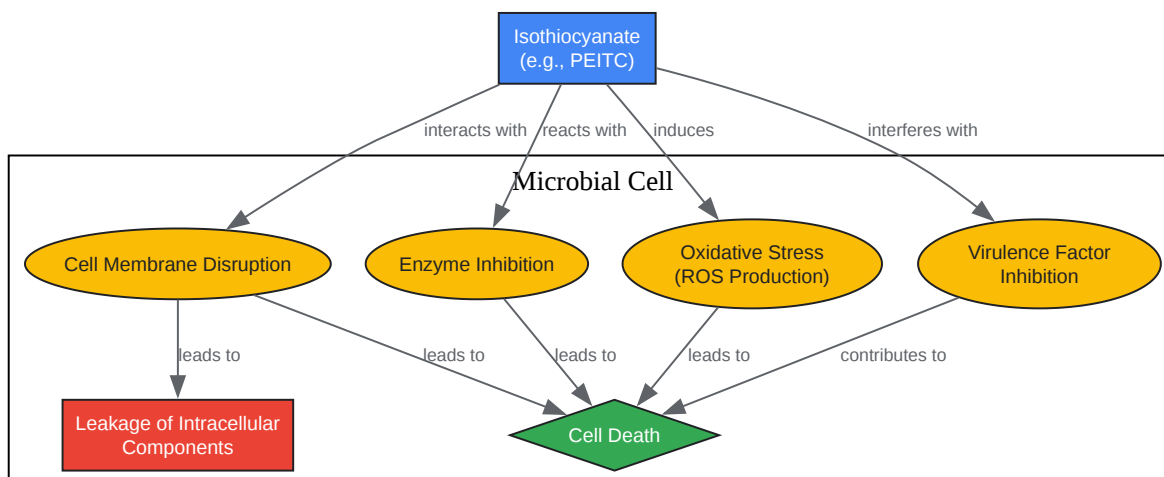 Isothiocyanate
(e.g., PEITC)
interacts with
reacts with
induces
interferes with
Microbial Cell
Cell Membrane Disruption
Enzyme Inhibition
Oxidative Stress
(ROS Production)
Virulence Factor
Inhibition
leads to
leads to
leads to
leads to
contributes to
Leakage of Intracellular
Components
Cell Death